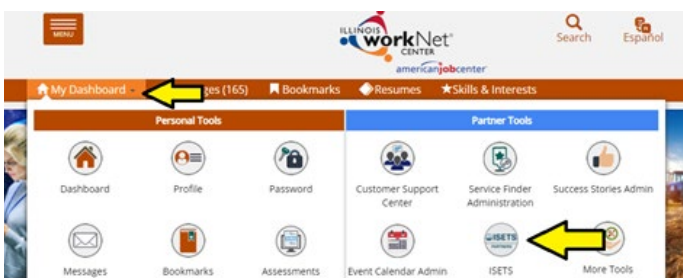 MENU
ILLINOIS
workNet®
CENTER
americanjobcenter
Search
Español
My Dashboard
ges (165)
Bookmarks
Resumes
Skills & Interests
Personal Tools
Partner Tools
Dashboard
Profile
Password
Customer Support
Center
Service Finder
Administration
Success Stories Admin
ISETS
Messages
Bookmarks
Assessments
Event Calendar Admin
ISETS
More Tools